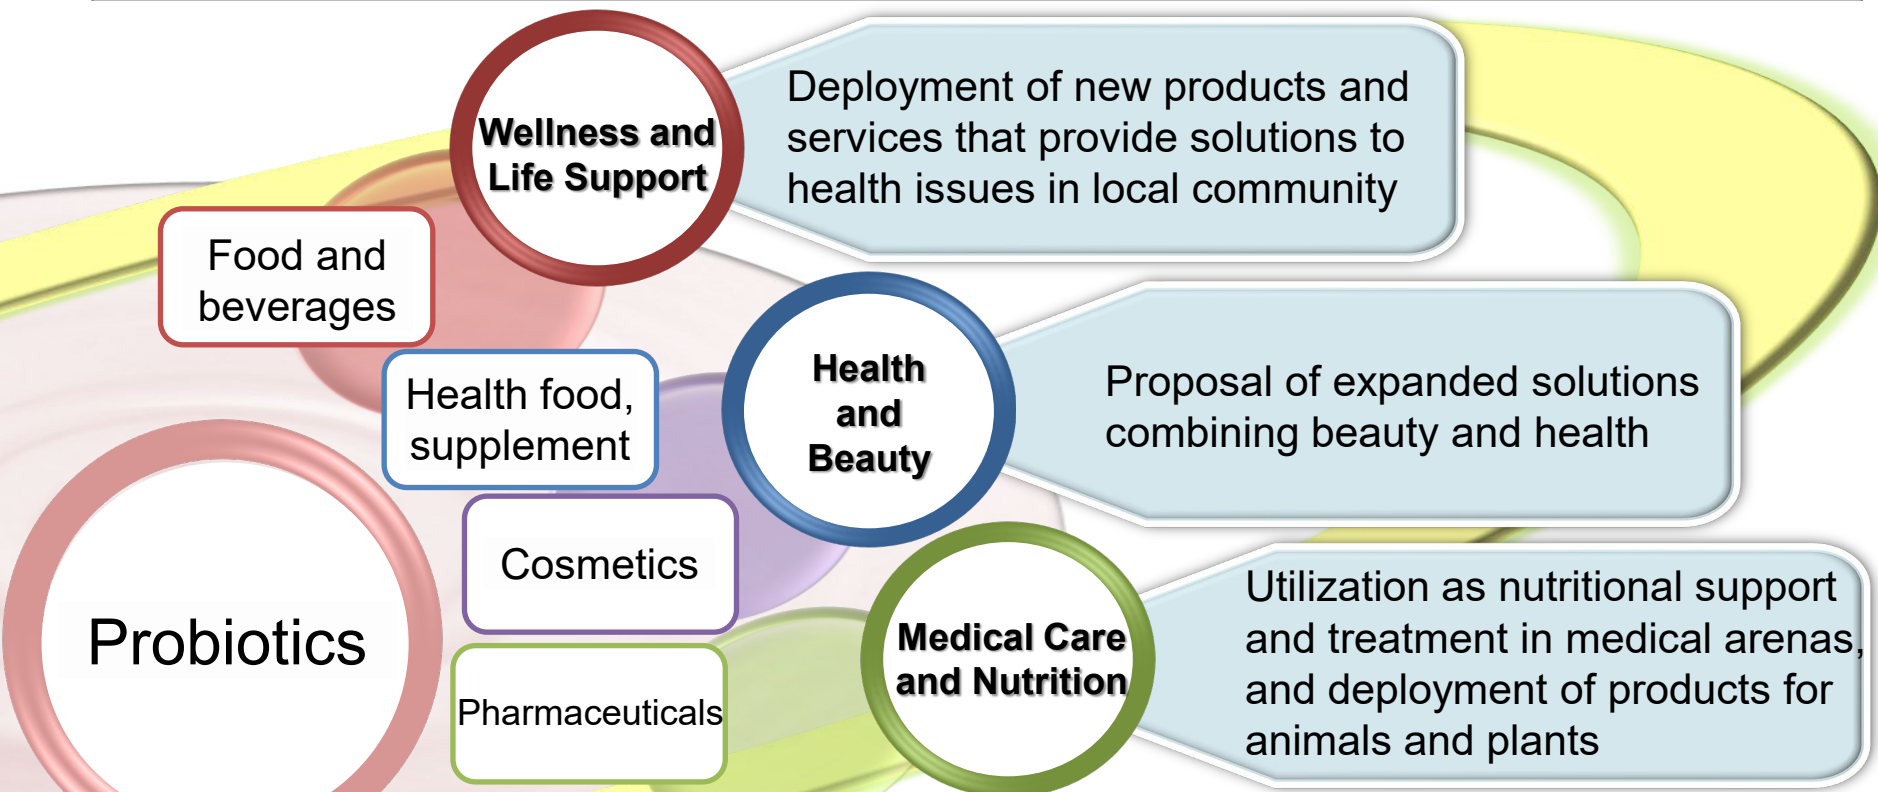 Wellness and
Life Support
Deployment of new products and
services that provide solutions to
health issues in local community
Food and
beverages
Health food,
supplement
Health
and
Beauty
Proposal of expanded solutions
combining beauty and health
Cosmetics
Probiotics
Pharmaceuticals
Medical Care
and Nutrition
Utilization as nutritional support
and treatment in medical arenas,
and deployment of products for
animals and plants